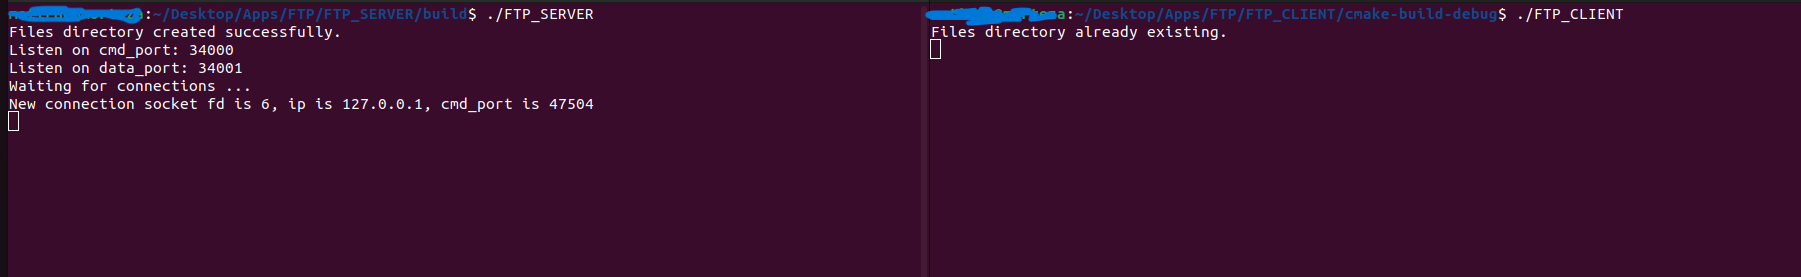 :~/Desktop/Apps/FTP/FTP_SERVER/build$ ./FTP_SERVER
Files directory created successfully.
Listen on cmd_port: 34000
Listen on data_port: 34001
Waiting for connections ...
New connection socket fd is 6, ip is 127.0.0.1, cmd_port is 47504
:~/Desktop/Apps/FTP/FTP_CLIENT/cmake-build-debug$ ./FTP_CLIENT
Files directory already existing.